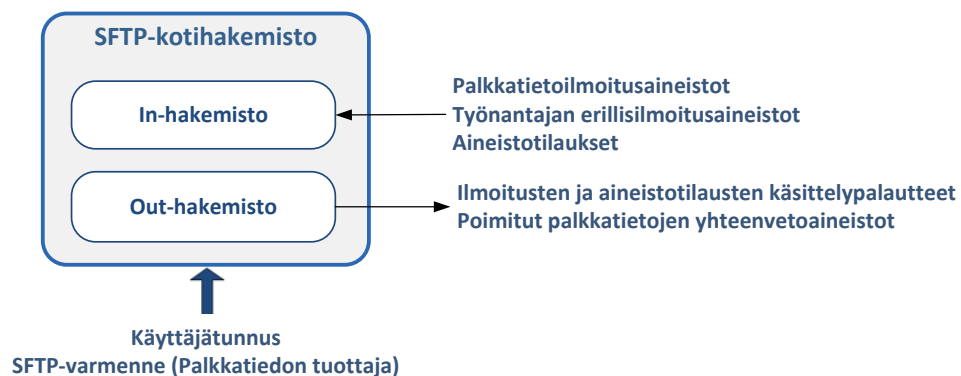 SFTP-kotihakemisto
In-hakemisto
Palkkatietoilmoitusaineistot
Työnantajan erillisilmoitusaineistot
Aineistotilaukset
Out-hakemisto
Ilmoitusten ja aineistotilausten käsittelypalautteet
Poimitut palkkatietojen yhteenvetoaineistot
Käyttäjätunnus
SFTP-varmenne (Palkkatiedon tuottaja)